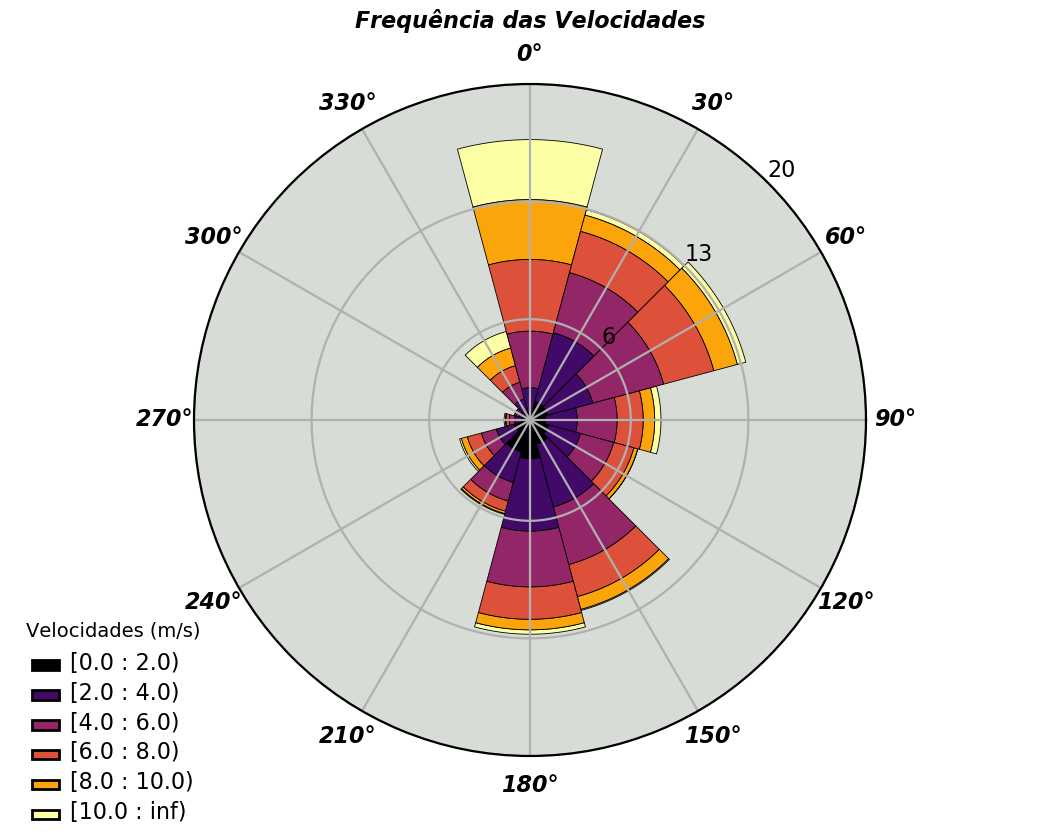 Frequência das Velocidades
0°
330°
30°
20
300°
60°
13
6
270°
90°
240°
120°
210°
150°
180°
Velocidades (m/s)
[0.0 : 2.0)
[2.0 : 4.0)
[4.0 : 6.0)
[6.0 : 8.0)
[8.0 : 10.0)
[10.0 : inf)